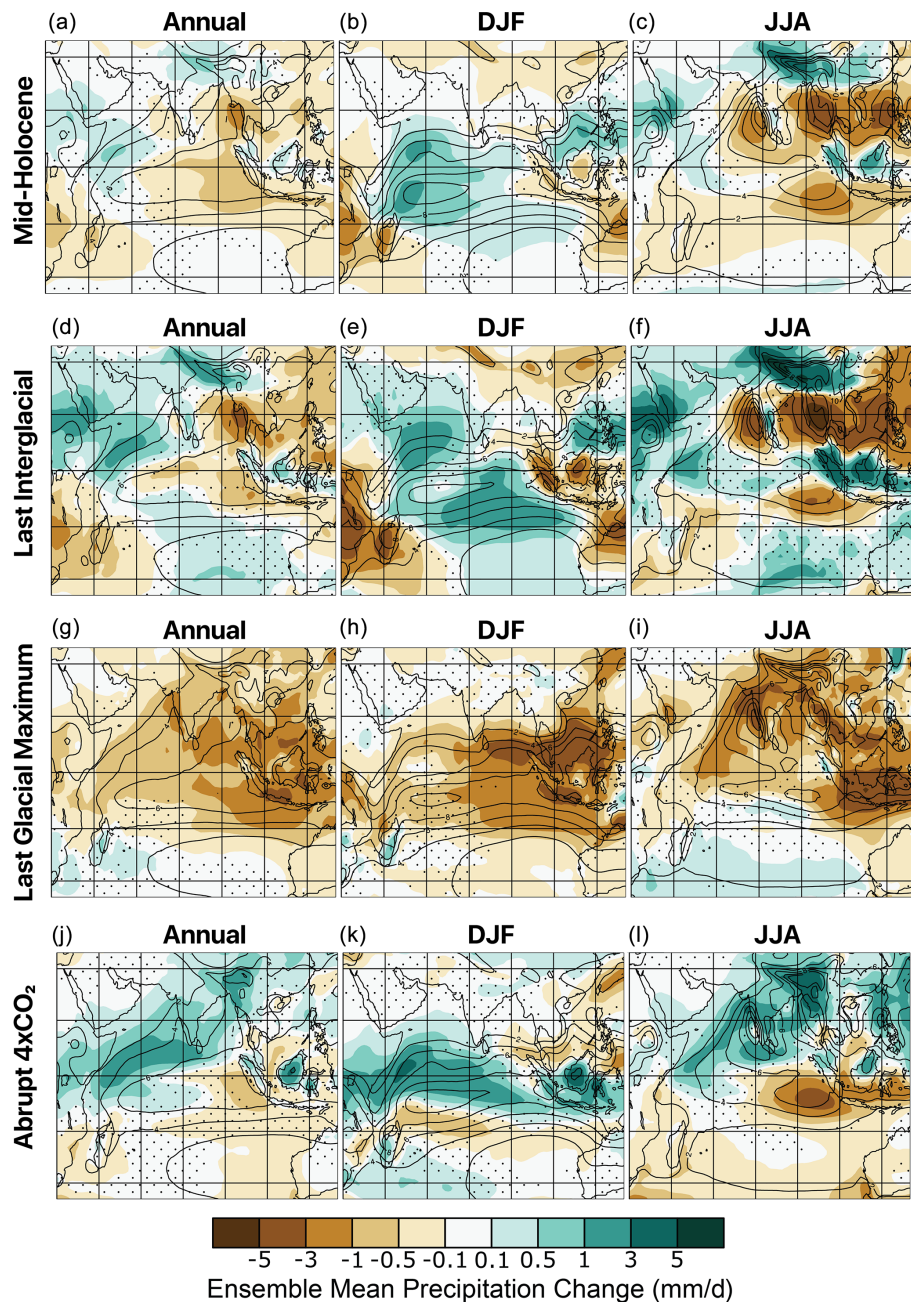 Annual DJF JJA
(a) (b) (c)
Mid-Holocene
Annual DJF JJA
(d) (e) (f)
Last Interglacial
Annual DJF JJA
(g) (h) (i)
Last Glacial Maximum
Annual DJF JJA
(j) (k) (l)
Abrupt 4xCO₂
-5 -3 -1 -0.5 -0.1 0.1 0.5 1 3 5
Ensemble Mean Precipitation Change (mm/d)